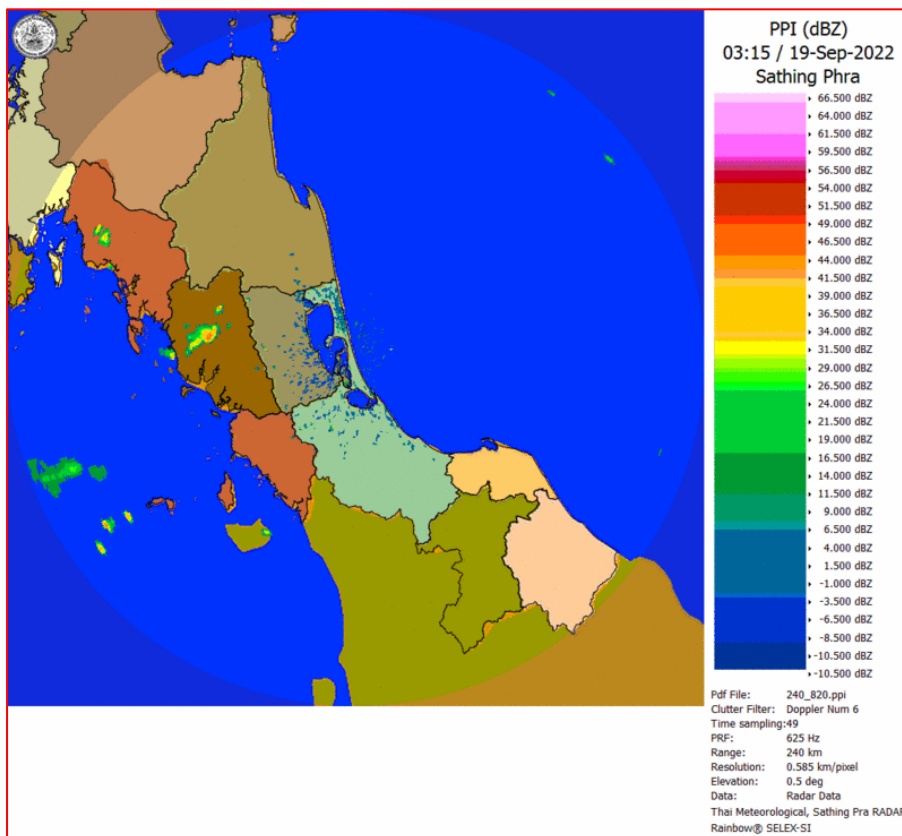 PPI (dBZ)
03:15 / 19-Sep-2022
Sathing Phra
66.500 dBZ
64.000 dBZ
61.500 dBZ
59.500 dBZ
56.500 dBZ
54.000 dBZ
51.500 dBZ
49.000 dBZ
46.500 dBZ
44.000 dBZ
41.500 dBZ
39.000 dBZ
36.500 dBZ
34.000 dBZ
31.500 dBZ
29.000 dBZ
26.500 dBZ
24.000 dBZ
19.000 dBZ
16.500 dBZ
14.000 dBZ
11.500 dBZ
9.000 dBZ
6.500 dBZ
4.000 dBZ
1.500 dBZ
-1.000 dBZ
-3.500 dBZ
-6.500 dBZ
-8.500 dBZ
-10.500 dBZ
-10.500 dBZ
Pdf File: 240_820.ppi
Clutter Filter: Doppler Num 6
Time sampling:49
PRF: 625 Hz
Range: 240 km
Resolution: 0.585 km/pixel
Elevation: 0.5 deg
Data: Radar Data
Thai Meteorological, Sathing Pra RADAR
Rainbow® SELEX-SI